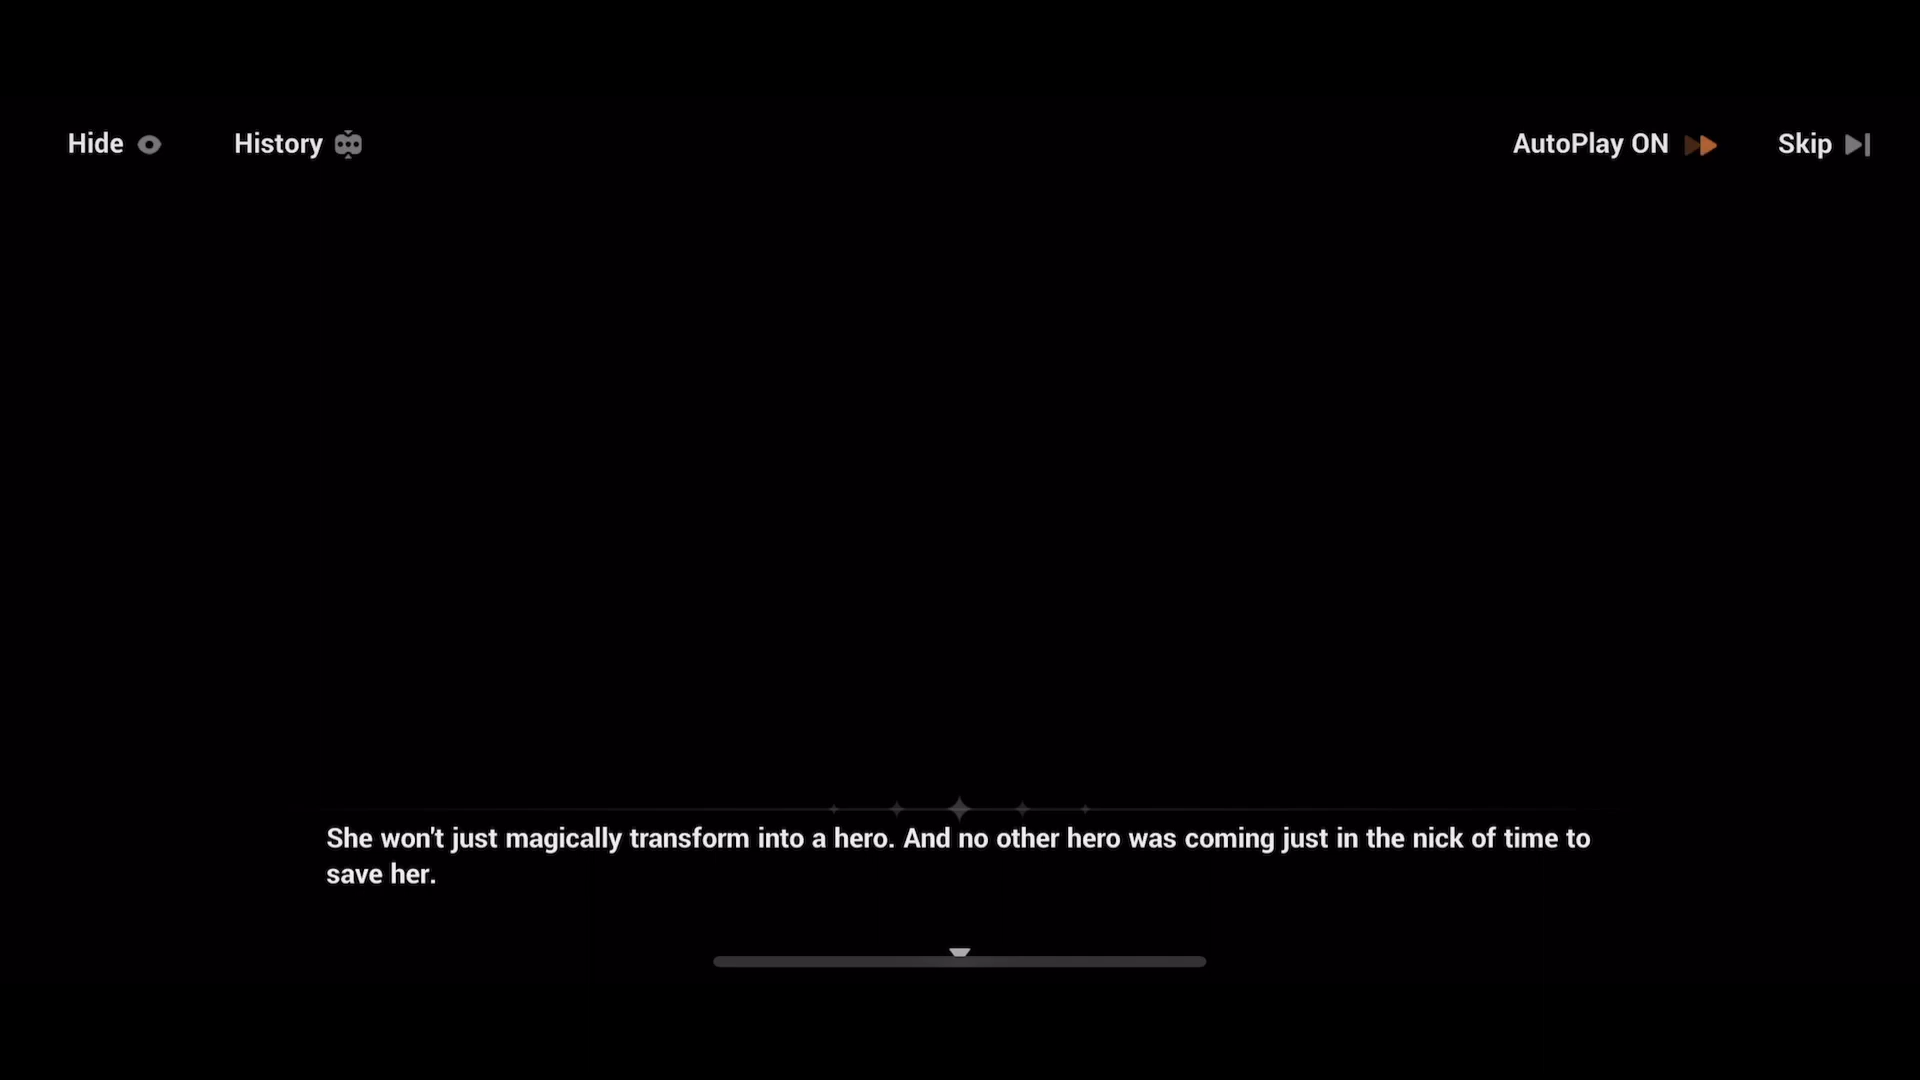 Hide
History
AutoPlay ON
Skip
She won't just magically transform into a hero. And no other hero was coming just in the nick of time to
save her.